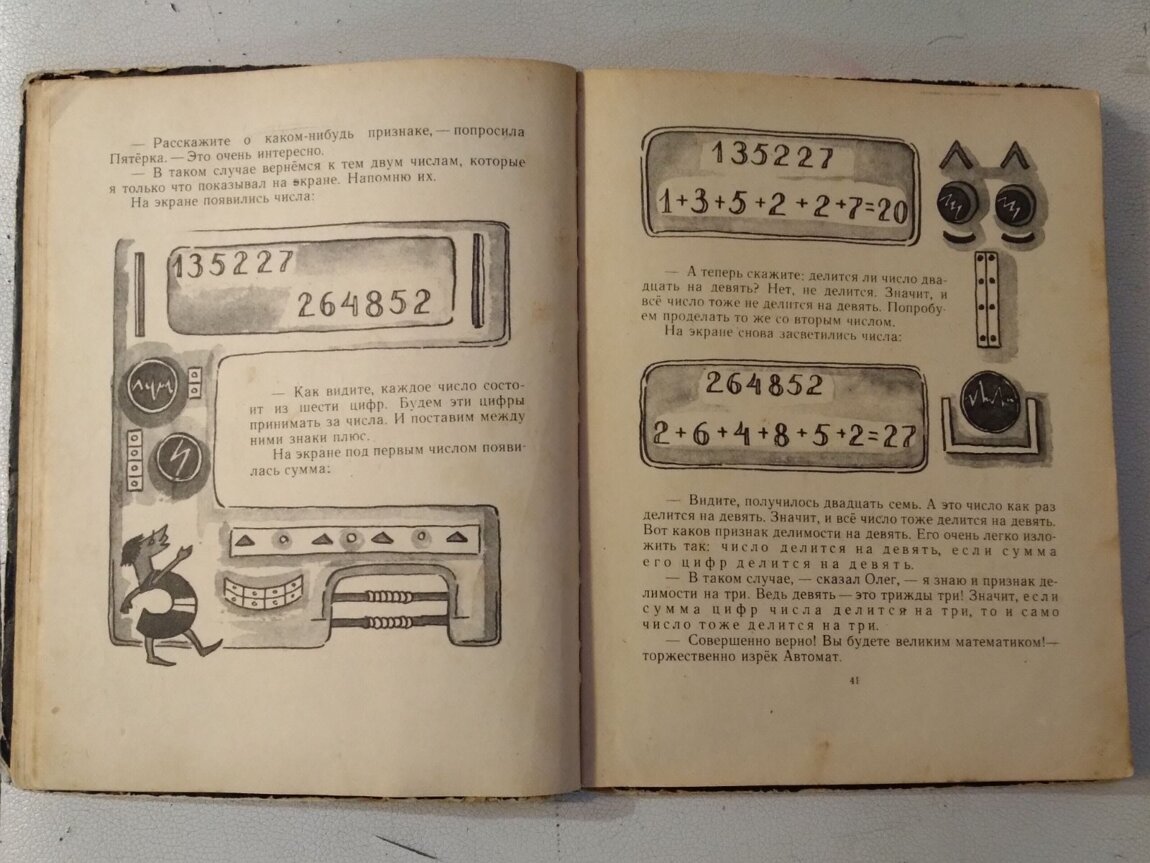 — Расскажите о каком-нибудь признаке, — попросила
Пятёрка. — Это очень интересно.
— В таком случае вернёмся к тем двум числам, которые
я только что показывал на экране. Напомню их.
На экране появились числа:
135227
264852
— Как видите, каждое число состо-
ит из шести цифр. Будем эти цифры
принимать за числа. И поставим между
ними знаки плюс.
На экране под первым числом появи-
лась сумма:
135227
1+3+5+2+2+7=20
— А теперь скажите: делится ли число два-
дцать на девять? Нет, не делится. Значит, и
всё число тоже не делится на девять. Попробу-
ем проделать то же со вторым числом.
На экране снова засветились числа:
264852
2+6+4+8+5+2=27
— Видите, получилось двадцать семь. А это число как раз
делится на девять. Значит, и всё число тоже делится на девять.
Вот каков признак делимости на девять. Его очень легко изло-
жить так: число делится на девять, если сумма
его цифр делится на девять.
— В таком случае, — сказал Олег, — я знаю и признак де-
лимости на три. Ведь девять — это трижды три! Значит, если
сумма цифр числа делится на три, то и само
число тоже делится на три.
— Совершенно верно! Вы будете великим математиком! —
торжественно изрёк Автомат.
41